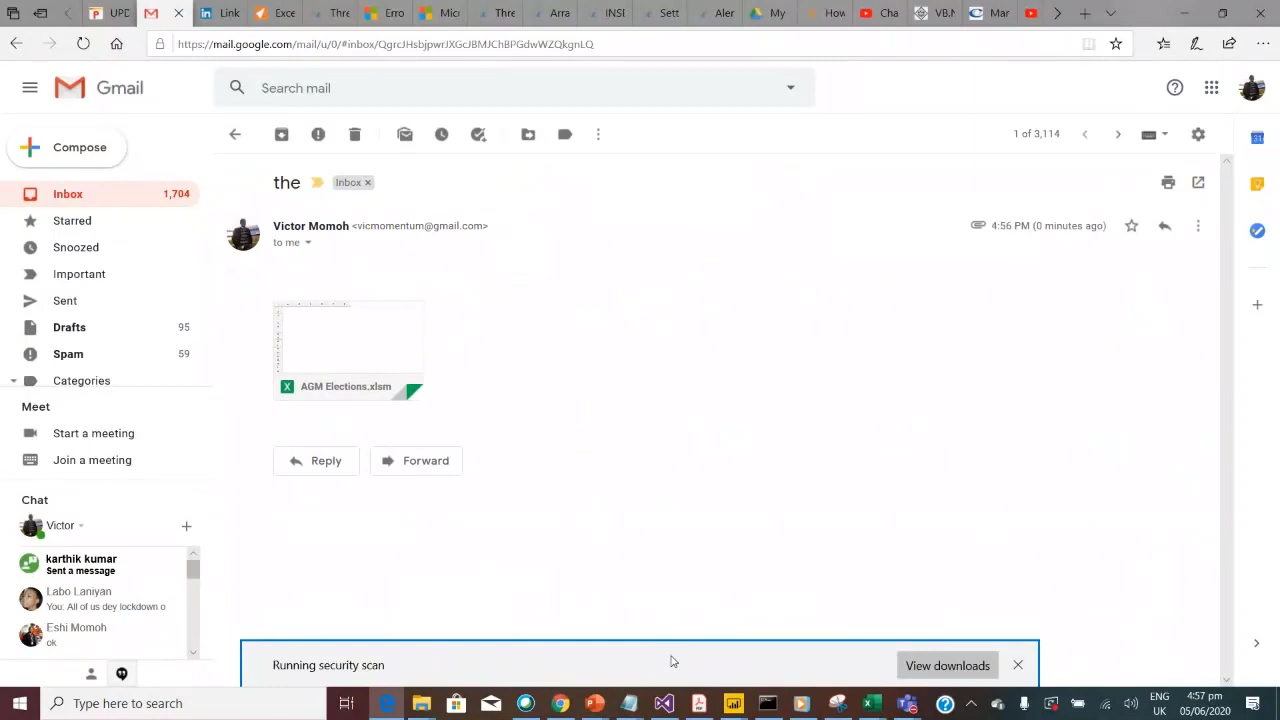 UPE
Link
Exce
Thre
Erro
Micr
Thre
Arra
iNSI
Sett
Aler
My
How
Cha
VB.N
Mar
https://mail.google.com/mail/u/0/#inbox/QgrcJHsbjpwrJXGcJBMJChBPGdwWZQkgnLQ
Gmail
Search mail
Compose
1 of 3,114
Inbox 1,704
Starred
Snoozed
Important
Sent
Drafts 95
Spam 59
Categories
Meet
Start a meeting
Join a meeting
Chat
Victor
karthik kumar
Sent a message
Labo Laniyan
You: All of us dey lockdown o
Eshi Momoh
ok
the Inbox ×
Victor Momoh <vicmomentum@gmail.com>
4:56 PM (0 minutes ago)
to me
X AGM Elections.xlsm
Reply
Forward
Running security scan
View downloads
Type here to search
ENG
UK
4:57 pm
05/06/2020